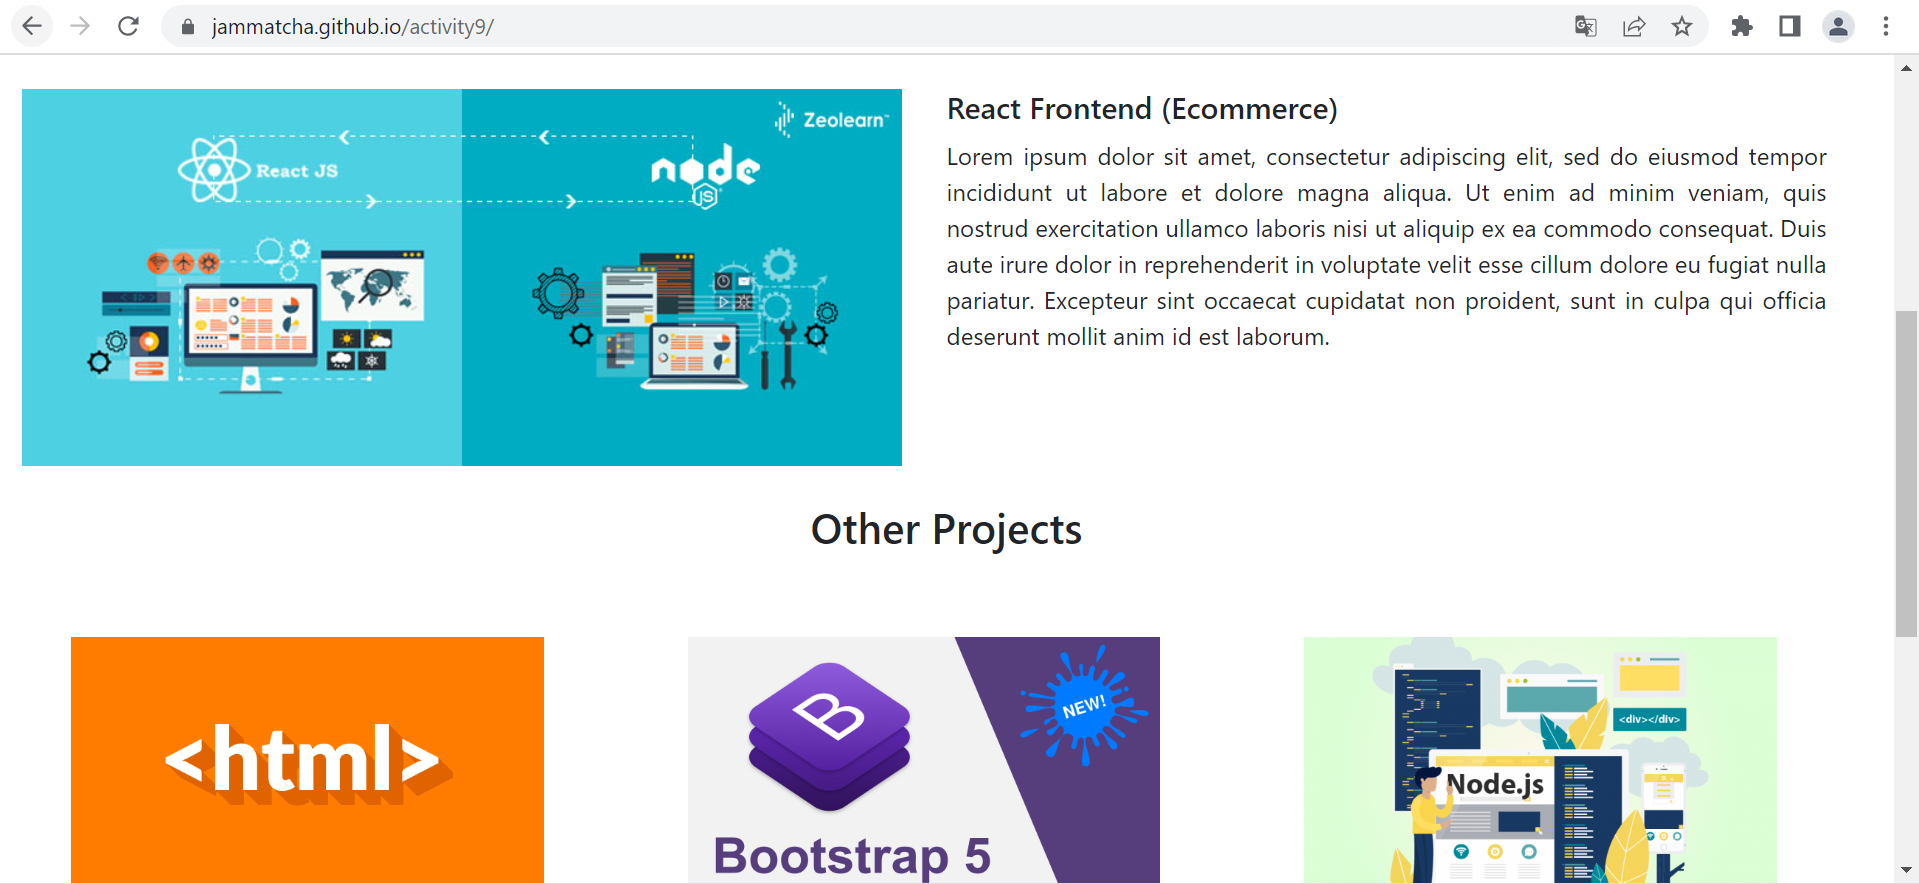 jammatcha.github.io/activity9/
Zeolearn
React JS
node
JS
React Frontend (Ecommerce)
Lorem ipsum dolor sit amet, consectetur adipiscing elit, sed do eiusmod tempor
incididunt ut labore et dolore magna aliqua. Ut enim ad minim veniam, quis
nostrud exercitation ullamco laboris nisi ut aliquip ex ea commodo consequat. Duis
aute irure dolor in reprehenderit in voluptate velit esse cillum dolore eu fugiat nulla
pariatur. Excepteur sint occaecat cupidatat non proident, sunt in culpa qui officia
deserunt mollit anim id est laborum.
Other Projects
<html>
B
NEW!
Bootstrap 5
<div></div>
Node.js